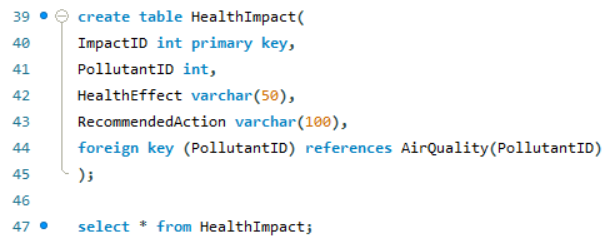 39 create table HealthImpact(
40 ImpactID int primary key,
41 PollutantID int,
42 HealthEffect varchar(50),
43 RecommendedAction varchar(100),
44 foreign key (PollutantID) references AirQuality(PollutantID)
45 );
46
47 select * from HealthImpact;